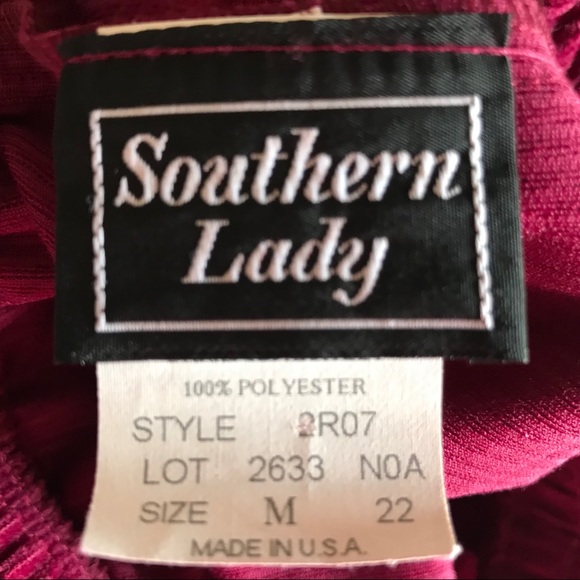 Southern
Lady
100% POLYESTER
STYLE 2R07
LOT 2633 N0A
SIZE M 22
MADE IN U.S.A.